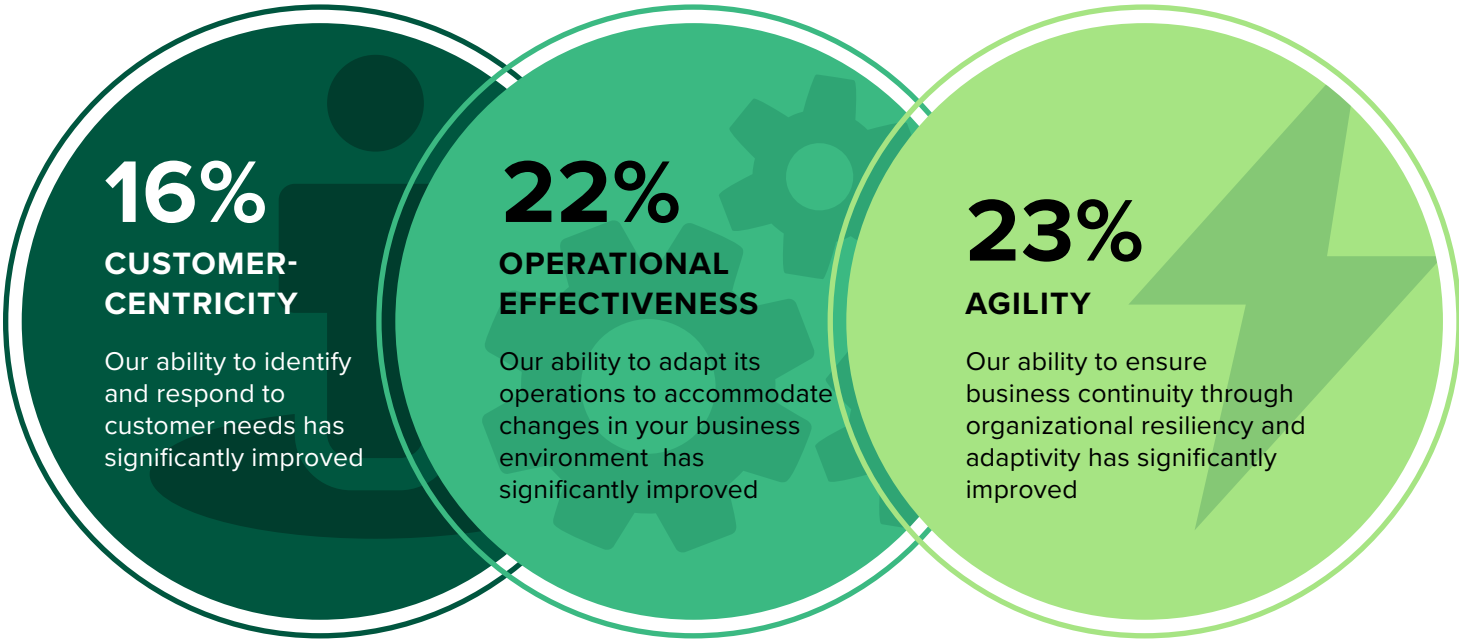 16%
CUSTOMER-
CENTRICITY
Our ability to identify
and respond to
customer needs has
significantly improved
22%
OPERATIONAL
EFFECTIVENESS
Our ability to adapt its
operations to accommodate
changes in your business
environment  has
significantly improved
23%
AGILITY
Our ability to ensure
business continuity through
organizational resiliency and
adaptivity has significantly
improved